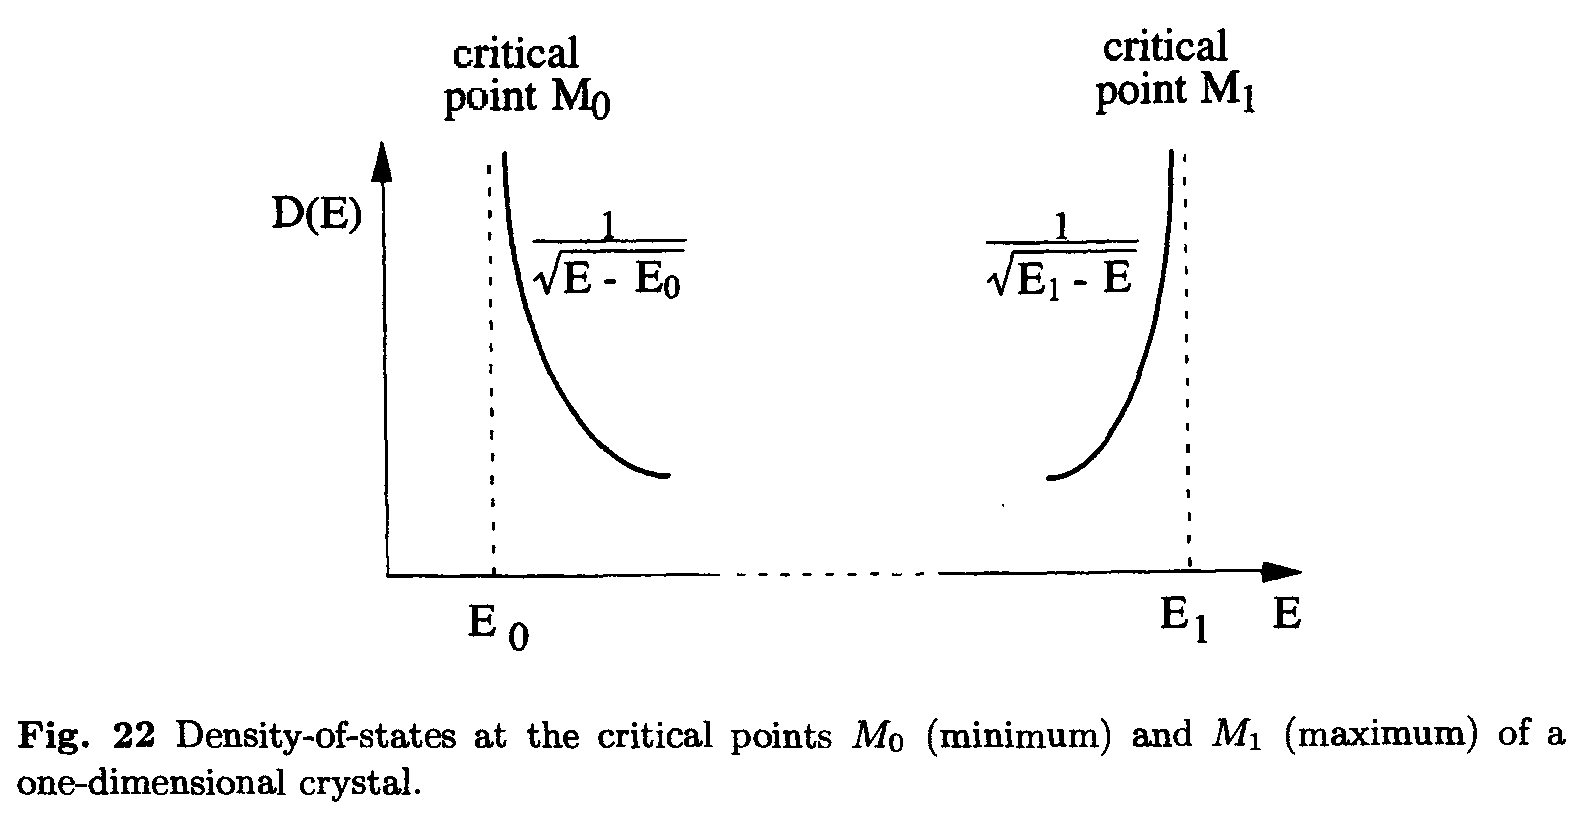 critical
point M0
critical
point M1
D(E)
1
√E - E0
1
√E1 - E
E 0
E1
E
Fig. 22 Density-of-states at the critical points M0 (minimum) and M1 (maximum) of a
one-dimensional crystal.